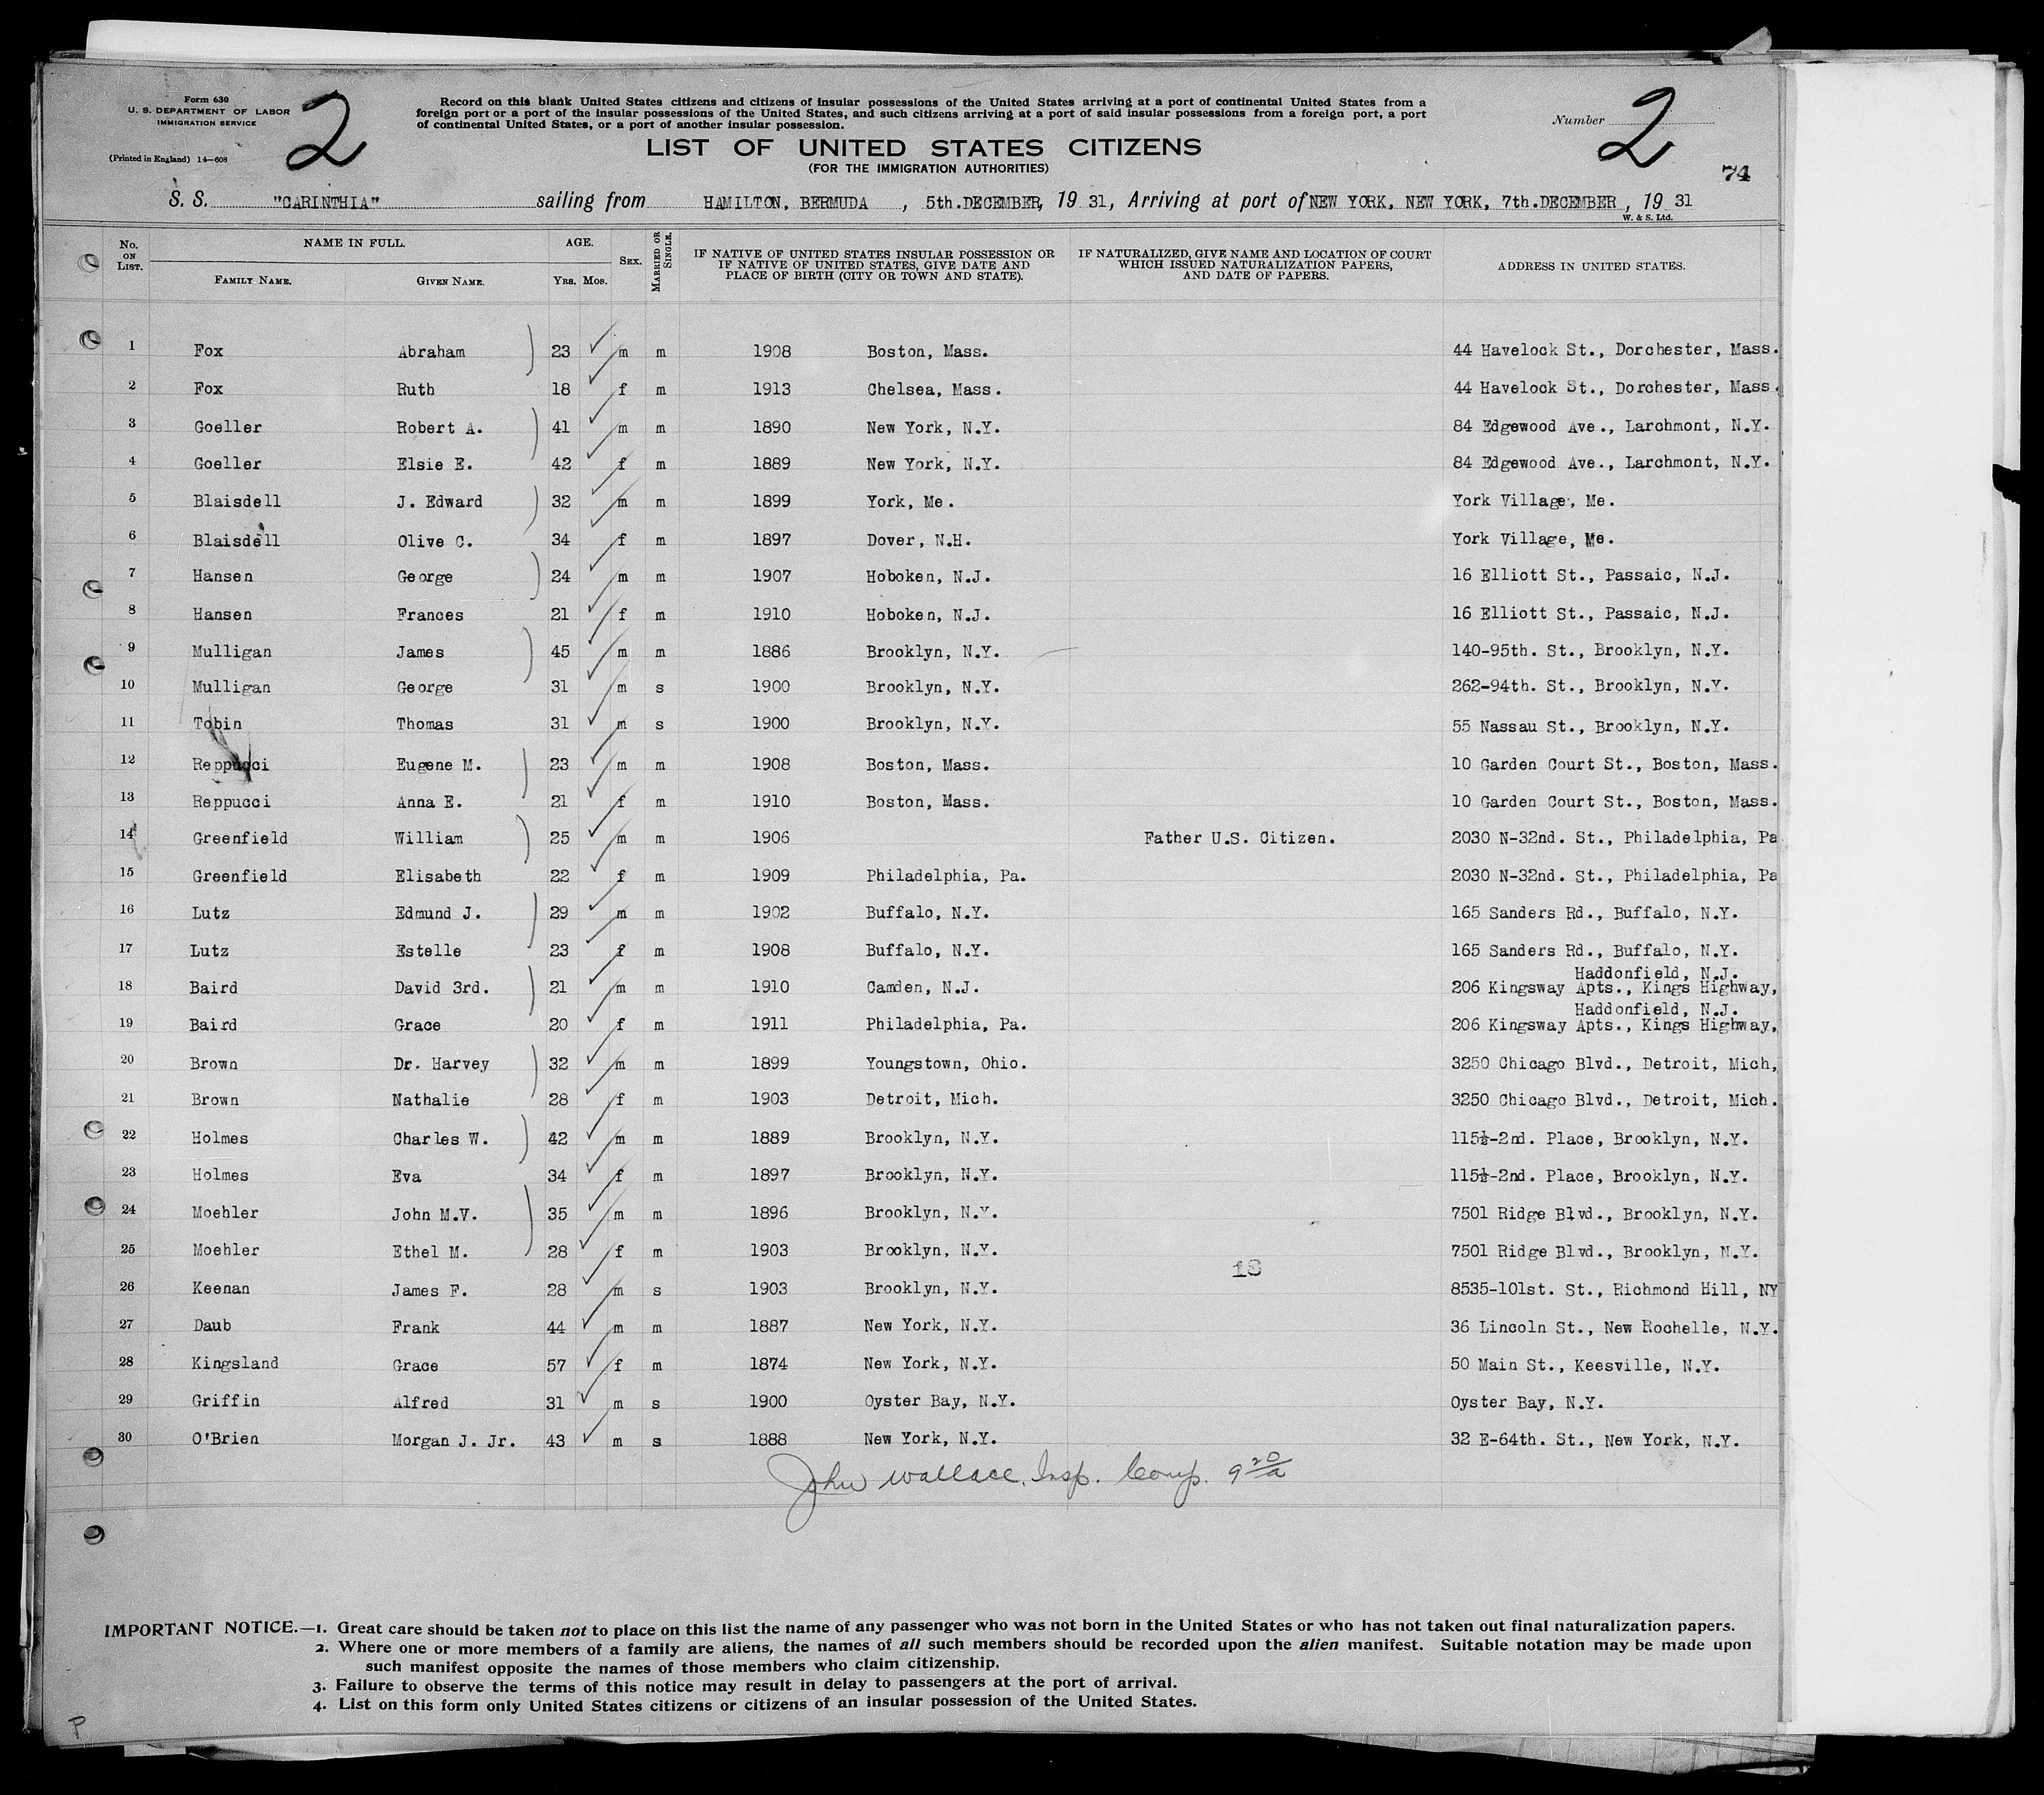 Form 630
U. S. DEPARTMENT OF LABOR
IMMIGRATION SERVICE
(Printed in England) 14—608
2
Record on this blank United States citizens and citizens of insular possessions of the United States arriving at a port of continental United States from a
foreign port or a port of the insular possessions of the United States, and such citizens arriving at a port of said insular possessions from a foreign port, a port
of continental United States, or a port of another insular possession.
Number 2
LIST OF UNITED STATES CITIZENS
(FOR THE IMMIGRATION AUTHORITIES)
74
S. S. "CARINTHIA" sailing from HAMILTON, BERMUDA, 5th.DECEMBER, 19 31, Arriving at port of NEW YORK, NEW YORK, 7th.DECEMBER, 19 31
W. & S. Ltd.
No. ON LIST. NAME IN FULL. FAMILY NAME. GIVEN NAME. AGE. YRS. MOS. SEX. MARRIED OR SINGLE. IF NATIVE OF UNITED STATES INSULAR POSSESSION OR IF NATIVE OF UNITED STATES, GIVE DATE AND PLACE OF BIRTH (CITY OR TOWN AND STATE). IF NATURALIZED, GIVE NAME AND LOCATION OF COURT WHICH ISSUED NATURALIZATION PAPERS, AND DATE OF PAPERS. ADDRESS IN UNITED STATES.
1 Fox Abraham 23 m m 1908 Boston, Mass. 44 Havelock St., Dorchester, Mass.
2 Fox Ruth 18 f m 1913 Chelsea, Mass. 44 Havelock St., Dorchester, Mass.
3 Goeller Robert A. 41 m m 1890 New York, N.Y. 84 Edgewood Ave., Larchmont, N.Y.
4 Goeller Elsie E. 42 f m 1889 New York, N.Y. 84 Edgewood Ave., Larchmont, N.Y.
5 Blaisdell J. Edward 32 m m 1899 York, Me. York Village, Me.
6 Blaisdell Olive C. 34 f m 1897 Dover, N.H. York Village, Me.
7 Hansen George 24 m m 1907 Hoboken, N.J. 16 Elliott St., Passaic, N.J.
8 Hansen Frances 21 f m 1910 Hoboken, N.J. 16 Elliott St., Passaic, N.J.
9 Mulligan James 45 m m 1886 Brooklyn, N.Y. 140-95th. St., Brooklyn, N.Y.
10 Mulligan George 31 m s 1900 Brooklyn, N.Y. 262-94th. St., Brooklyn, N.Y.
11 Tobin Thomas 31 m s 1900 Brooklyn, N.Y. 55 Nassau St., Brooklyn, N.Y.
12 Reppucci Eugene M. 23 m m 1908 Boston, Mass. 10 Garden Court St., Boston, Mass.
13 Reppucci Anna E. 21 f m 1910 Boston, Mass. 10 Garden Court St., Boston, Mass.
14 Greenfield William 25 m m 1906 Father U.S. Citizen. 2030 N-32nd. St., Philadelphia, Pa
15 Greenfield Elisabeth 22 f m 1909 Philadelphia, Pa. 2030 N-32nd. St., Philadelphia, Pa
16 Lutz Edmund J. 29 m m 1902 Buffalo, N.Y. 165 Sanders Rd., Buffalo, N.Y.
17 Lutz Estelle 23 f m 1908 Buffalo, N.Y. 165 Sanders Rd., Buffalo, N.Y.
Haddonfield, N.J.
18 Baird David 3rd. 21 m m 1910 Camden, N.J. 206 Kingsway Apts., Kings Highway,
Haddonfield, N.J.
19 Baird Grace 20 f m 1911 Philadelphia, Pa. 206 Kingsway Apts., Kings Highway,
20 Brown Dr. Harvey 32 m m 1899 Youngstown, Ohio. 3250 Chicago Blvd., Detroit, Mich,
21 Brown Nathalie 28 f m 1903 Detroit, Mich. 3250 Chicago Blvd., Detroit, Mich.
22 Holmes Charles W. 42 m m 1889 Brooklyn, N.Y. 115½-2nd. Place, Brooklyn, N.Y.
23 Holmes Eva 34 f m 1897 Brooklyn, N.Y. 115½-2nd. Place, Brooklyn, N.Y.
24 Moehler John M.V. 35 m m 1896 Brooklyn, N.Y. 7501 Ridge Blvd., Brooklyn, N.Y.
25 Moehler Ethel M. 28 f m 1903 Brooklyn, N.Y. 7501 Ridge Blvd., Brooklyn, N.Y.
18
26 Keenan James F. 28 m s 1903 Brooklyn, N.Y. 8535-101st. St., Richmond Hill, NY
27 Daub Frank 44 m m 1887 New York, N.Y. 36 Lincoln St., New Rochelle, N.Y.
28 Kingsland Grace 57 f m 1874 New York, N.Y. 50 Main St., Keesville, N.Y.
29 Griffin Alfred 31 m s 1900 Oyster Bay, N.Y. Oyster Bay, N.Y.
30 O'Brien Morgan J. Jr. 43 m s 1888 New York, N.Y. 32 E-64th. St., New York, N.Y.
John Wallace, Insp. Comp. 9 20/a
IMPORTANT NOTICE.—1. Great care should be taken not to place on this list the name of any passenger who was not born in the United States or who has not taken out final naturalization papers.
2. Where one or more members of a family are aliens, the names of all such members should be recorded upon the alien manifest. Suitable notation may be made upon
such manifest opposite the names of those members who claim citizenship.
3. Failure to observe the terms of this notice may result in delay to passengers at the port of arrival.
4. List on this form only United States citizens or citizens of an insular possession of the United States.
P